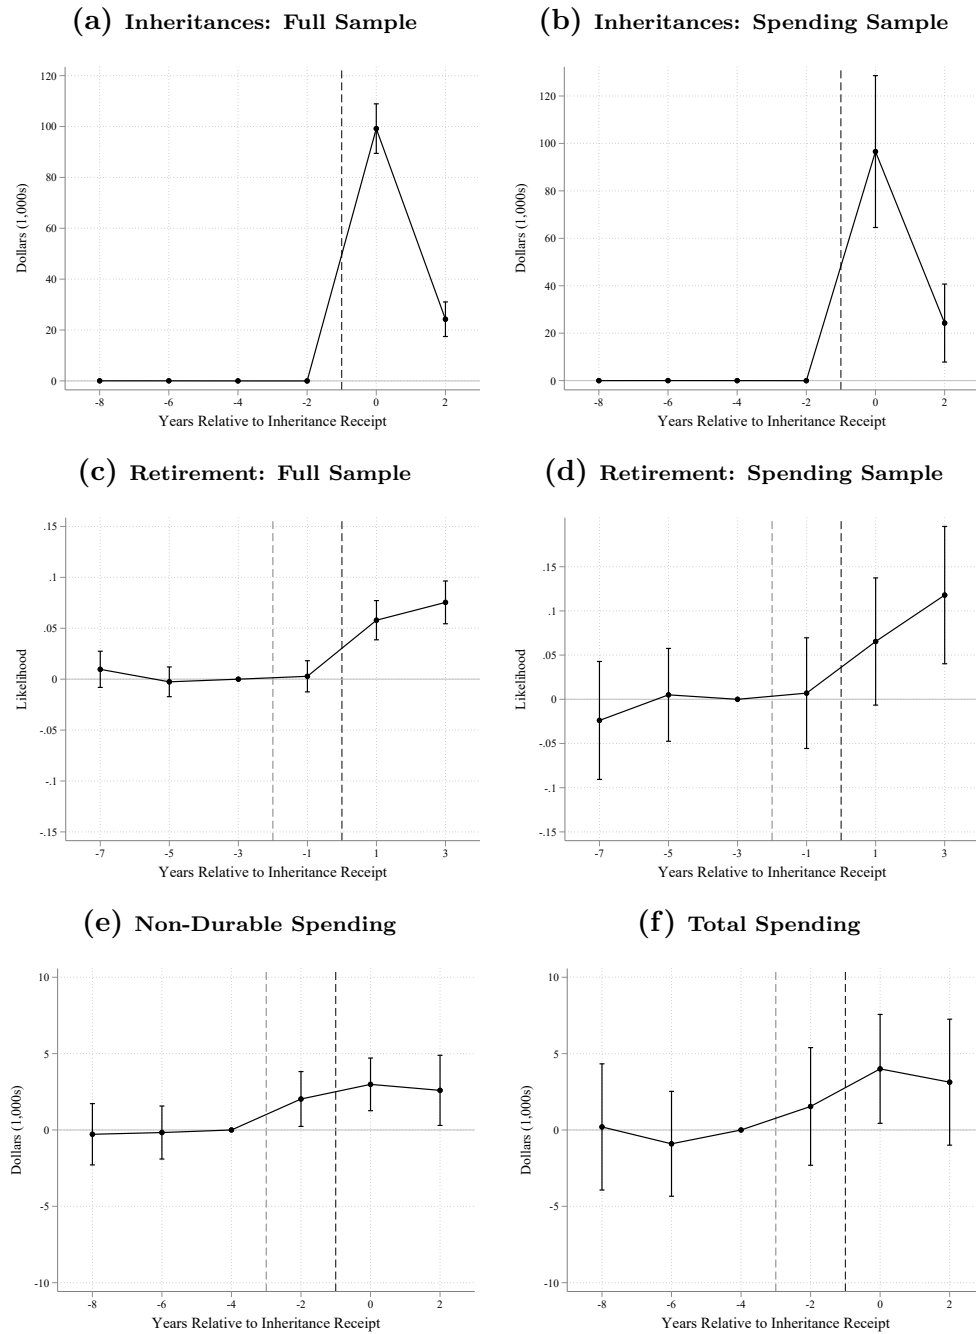 (a) Inheritances: Full Sample
(b) Inheritances: Spending Sample
120
100
80
60
40
20
0
Dollars (1,000s)
-8 -6 -4 -2 0 2
Years Relative to Inheritance Receipt
120
100
80
60
40
20
0
Dollars (1,000s)
-8 -6 -4 -2 0 2
Years Relative to Inheritance Receipt
(c) Retirement: Full Sample
(d) Retirement: Spending Sample
.15
.1
.05
0
-.05
-.1
-.15
Likelihood
-7 -5 -3 -1 1 3
Years Relative to Inheritance Receipt
.15
.1
.05
0
-.05
-.1
-.15
Likelihood
-7 -5 -3 -1 1 3
Years Relative to Inheritance Receipt
(e) Non-Durable Spending
(f) Total Spending
10
5
0
-5
-10
Dollars (1,000s)
-8 -6 -4 -2 0 2
Years Relative to Inheritance Receipt
10
5
0
-5
-10
Dollars (1,000s)
-8 -6 -4 -2 0 2
Years Relative to Inheritance Receipt